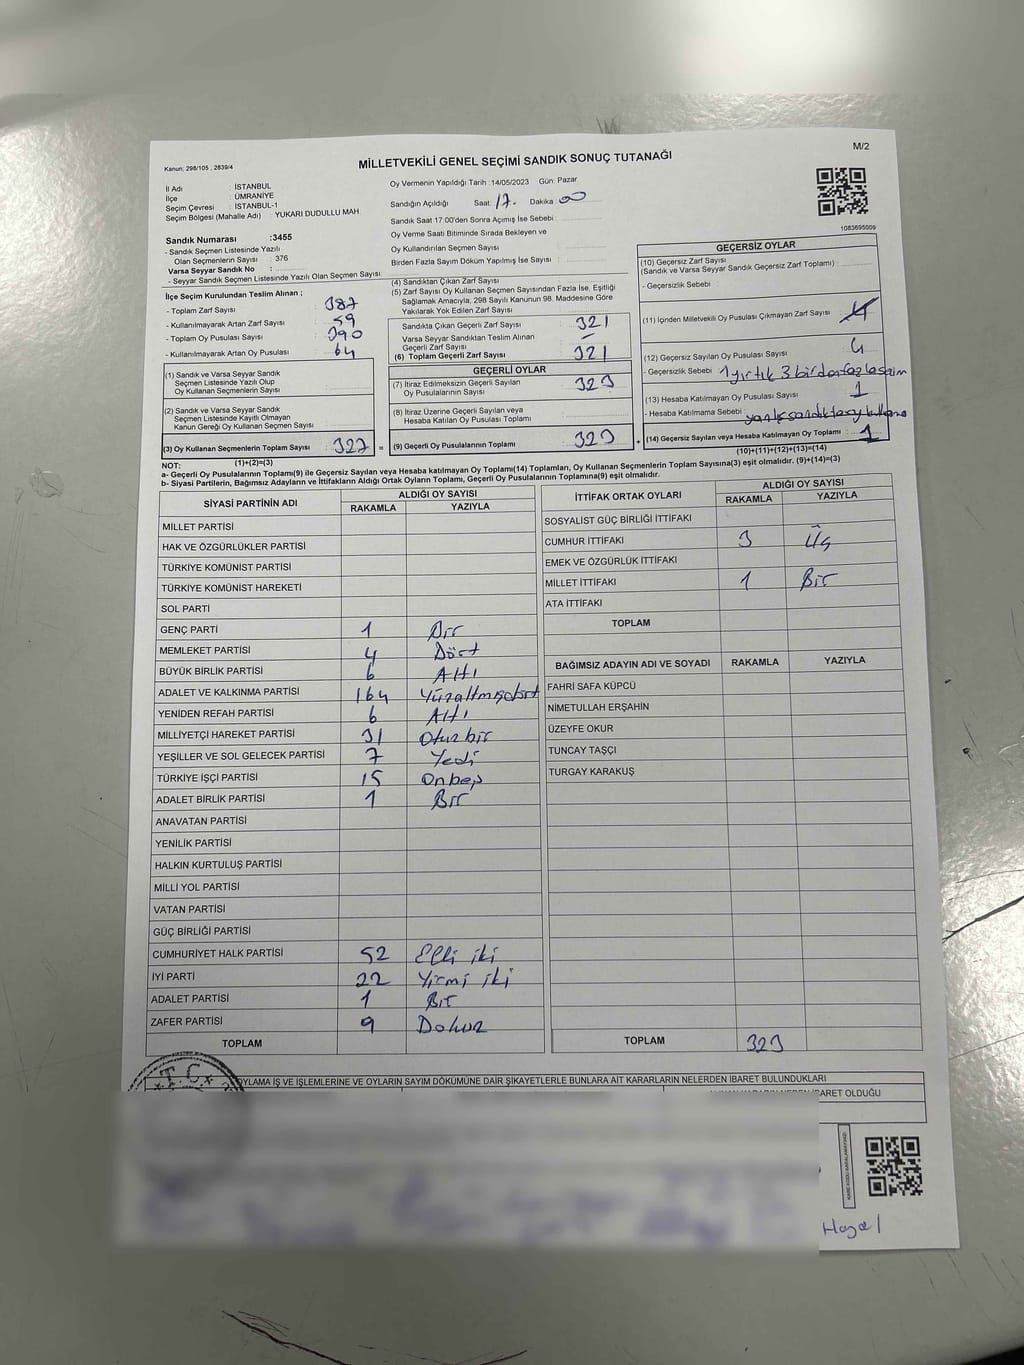 Kanun: 298/105 , 2839/4
MİLLETVEKİLİ GENEL SEÇİMİ SANDIK SONUÇ TUTANAĞI
M/2
İl Adı : İSTANBUL
İlçe : ÜMRANİYE
Seçim Çevresi : İSTANBUL-1
Seçim Bölgesi (Mahalle Adı) : YUKARI DUDULLU MAH
Sandık Numarası :3455
- Sandık Seçmen Listesinde Yazılı
Olan Seçmenlerin Sayısı : 376
Varsa Seyyar Sandık No :
- Seyyar Sandık Seçmen Listesinde Yazılı Olan Seçmen Sayısı:
Oy Vermenin Yapıldığı Tarih :14/05/2023 Gün: Pazar
Sandığın Açıldığı Saat: 17. Dakika: 00
Sandık Saat 17:00'den Sonra Açımış İse Sebebi :
Oy Verme Saati Bitiminde Sırada Bekleyen ve
Oy Kullandırılan Seçmen Sayısı :
Birden Fazla Sayım Döküm Yapılmış İse Sayısı :
1083695009
İlçe Seçim Kurulundan Teslim Alınan ;
- Toplam Zarf Sayısı : 387
- Kullanılmayarak Artan Zarf Sayısı : 59
- Toplam Oy Pusulası Sayısı : 390
- Kullanılmayarak Artan Oy Pusulası : 64
(1) Sandık ve Varsa Seyyar Sandık
Seçmen Listesinde Yazılı Olup
Oy Kullanan Seçmenlerin Sayısı :
(2) Sandık ve Varsa Seyyar Sandık
Seçmen Listesinde Kayıtlı Olmayan
Kanun Gereği Oy Kullanan Seçmen Sayısı :
(3) Oy Kullanan Seçmenlerin Toplam Sayısı : 327 =
(1)+(2)=(3)
(4) Sandıktan Çıkan Zarf Sayısı :
(5) Zarf Sayısı Oy Kullanan Seçmen Sayısından Fazla İse, Eşitliği
Sağlamak Amacıyla, 298 Sayılı Kanunun 98. Maddesine Göre
Yakılarak Yok Edilen Zarf Sayısı :
Sandıkta Çıkan Geçerli Zarf Sayısı : 321
Varsa Seyyar Sandıktan Teslim Alınan
Geçerli Zarf Sayısı : -
(6) Toplam Geçerli Zarf Sayısı : 321
GEÇERLİ OYLAR
(7) İtiraz Edilmeksizin Geçerli Sayılan
Oy Pusulasının Sayısı : 323
(8) İtiraz Üzerine Geçerli Sayılan veya
Hesaba Katılan Oy Pusulası Toplamı :
(9) Geçerli Oy Pusulalarının Toplamı : 323 +
GEÇERSİZ OYLAR
(10) Geçersiz Zarf Sayısı
(Sandık ve Varsa Seyyar Sandık Geçersiz Zarf Toplamı) :
- Geçersizlik Sebebi :
(11) İçinden Milletvekili Oy Pusulası Çıkmayan Zarf Sayısı : 4
(12) Geçersiz Sayılan Oy Pusulası Sayısı : 4
- Geçersizlik Sebebi : 1 yırtık 3 birden fazla seçim
(13) Hesaba Katılmayan Oy Pusulası Sayısı : 1
- Hesaba Katılmama Sebebi : yanlış sandıkta oy kullanma
(14) Geçersiz Sayılan veya Hesaba Katılmayan Oy Toplamı : 1
(10)+(11)+(12)+(13)=(14)
NOT:
a- Geçerli Oy Pusulalarının Toplamı(9) ile Geçersiz Sayılan veya Hesaba katılmayan Oy Toplamı(14) Toplamları, Oy Kullanan Seçmenlerin Toplam Sayısına(3) eşit olmalıdır. (9)+(14)=(3)
b- Siyasi Partilerin, Bağımsız Adayların ve İttifakların Aldığı Ortak Oyların Toplamı, Geçerli Oy Pusulalarının Toplamına(9) eşit olmalıdır.
SİYASİ PARTİNİN ADI ALDIĞI OY SAYISI
RAKAMLA YAZIYLA
MİLLET PARTİSİ
HAK VE ÖZGÜRLÜKLER PARTİSİ
TÜRKİYE KOMÜNİST PARTİSİ
TÜRKİYE KOMÜNİST HAREKETİ
SOL PARTİ
GENÇ PARTİ 1 Bir
MEMLEKET PARTİSİ 4 Dört
BÜYÜK BİRLİK PARTİSİ 6 Altı
ADALET VE KALKINMA PARTİSİ 164 Yüzaltmışdört
YENİDEN REFAH PARTİSİ 6 Altı
MİLLİYETÇİ HAREKET PARTİSİ 31 Otuzbir
YEŞİLLER VE SOL GELECEK PARTİSİ 7 Yedi
TÜRKİYE İŞÇİ PARTİSİ 15 Onbeş
ADALET BİRLİK PARTİSİ 1 Bir
ANAVATAN PARTİSİ
YENİLİK PARTİSİ
HALKIN KURTULUŞ PARTİSİ
MİLLİ YOL PARTİSİ
VATAN PARTİSİ
GÜÇ BİRLİĞİ PARTİSİ
CUMHURİYET HALK PARTİSİ 52 Elli iki
İYİ PARTİ 22 Yirmi iki
ADALET PARTİSİ 1 Bir
ZAFER PARTİSİ 9 Dokuz
TOPLAM
İTTİFAK ORTAK OYLARI ALDIĞI OY SAYISI
RAKAMLA YAZIYLA
SOSYALİST GÜÇ BİRLİĞİ İTTİFAKI
CUMHUR İTTİFAKI 3 Üç
EMEK VE ÖZGÜRLÜK İTTİFAKI
MİLLET İTTİFAKI 1 Bir
ATA İTTİFAKI
TOPLAM
BAĞIMSIZ ADAYIN ADI VE SOYADI RAKAMLA YAZIYLA
FAHRİ SAFA KÜPCÜ
NİMETULLAH ERŞAHİN
ÜZEYFE OKUR
TUNCAY TAŞÇI
TURGAY KARAKUŞ
TOPLAM 323
T.C.
OYLAMA İŞ VE İŞLEMLERİNE VE OYLARIN SAYIM DÖKÜMÜNE DAİR ŞİKAYETLERLE BUNLARA AİT KARARLARIN NELERDEN İBARET BULUNDUKLARI
İBARET OLDUĞU
KARE KODU KARALAMAYINIZ!